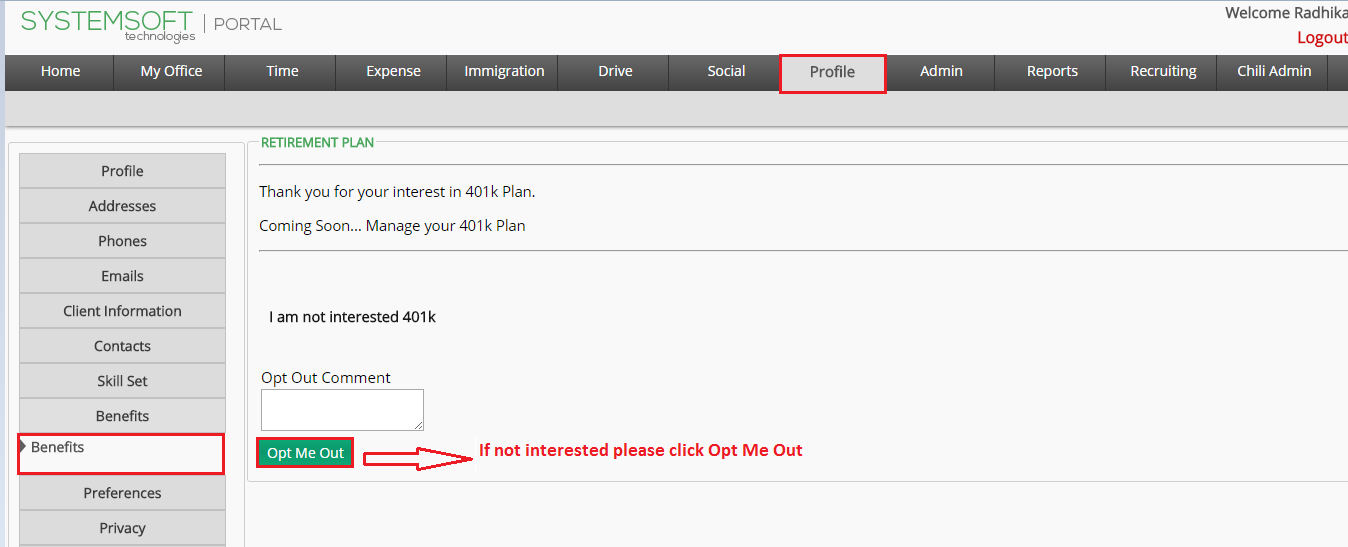 SYSTEMSOFT | PORTAL
technologies
Welcome Radhika
Logout
Home My Office Time Expense Immigration Drive Social Profile Admin Reports Recruiting Chili Admin
RETIREMENT PLAN
Thank you for your interest in 401k Plan.
Coming Soon... Manage your 401k Plan
I am not interested 401k
Opt Out Comment
Opt Me Out
If not interested please click Opt Me Out
Profile
Addresses
Phones
Emails
Client Information
Contacts
Skill Set
Benefits
Benefits
Preferences
Privacy